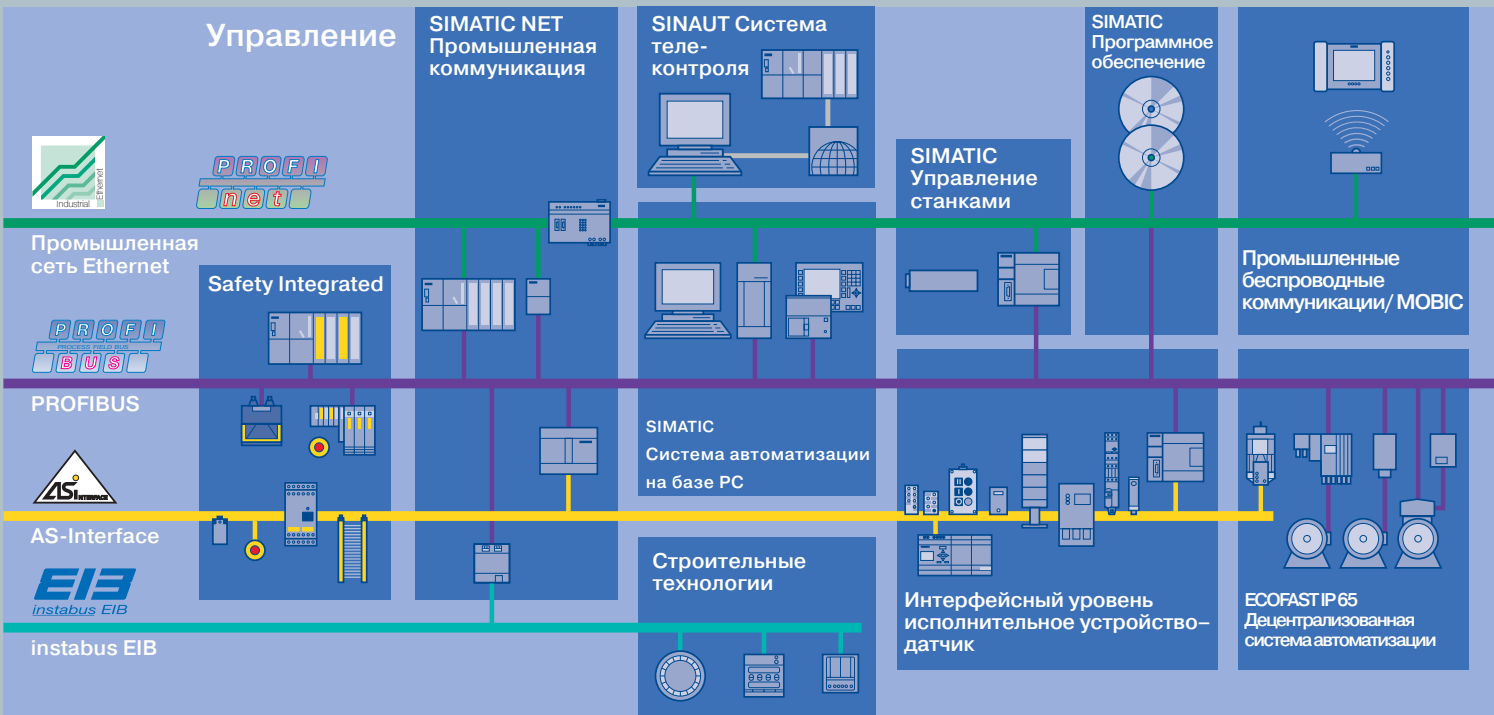 Управление
SIMATIC NET
Промышленная
коммуникация
SINAUT Система
теле-
контроля
SIMATIC
Программное
обеспечение
SIMATIC
Управление
станками
Industrial
Ethernet
PROFI
net
Промышленная
сеть Ethernet
Safety Integrated
Промышленные
беспроводные
коммуникации/ MOBIC
PROFI
PROCESS FIELD BUS
BUS
PROFIBUS
SIMATIC
Система автоматизации
на базе PC
ASi
INTERFACE
AS-Interface
EIB
instabus EIB
instabus EIB
Строительные
технологии
Интерфейсный уровень
исполнительное устройство–
датчик
ECOFAST IP 65
Децентрализованная
система автоматизации